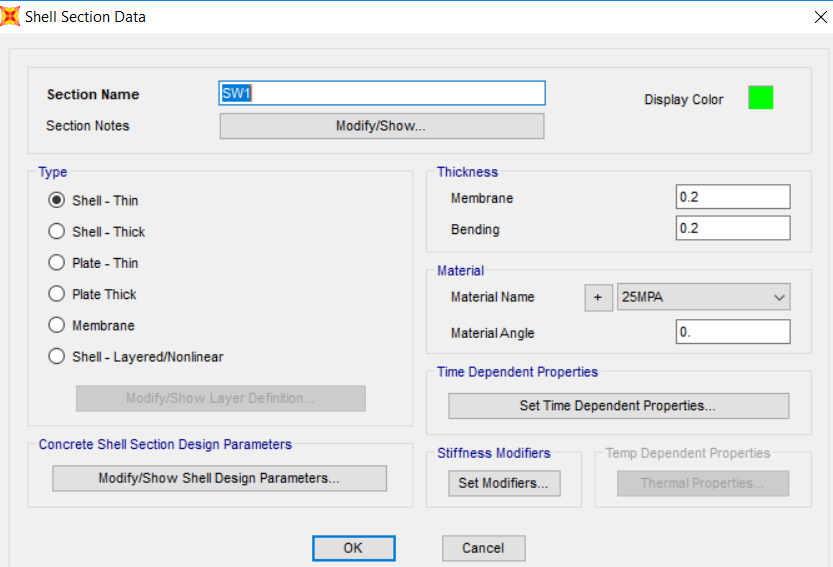 Shell Section Data
Section Name SW1 Display Color
Section Notes Modify/Show...
Type
Shell - Thin
Shell - Thick
Plate - Thin
Plate Thick
Membrane
Shell - Layered/Nonlinear
Modify/Show Layer Definition...
Concrete Shell Section Design Parameters
Modify/Show Shell Design Parameters...
Thickness
Membrane 0.2
Bending 0.2
Material
Material Name + 25MPA
Material Angle 0.
Time Dependent Properties
Set Time Dependent Properties...
Stiffness Modifiers
Set Modifiers...
Temp Dependent Properties
Thermal Properties...
OK Cancel